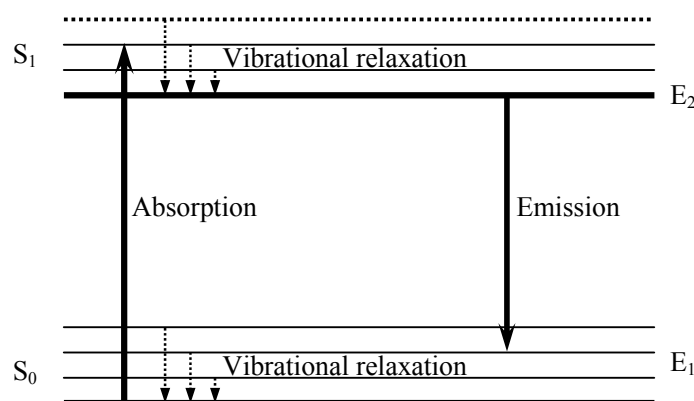 S₁ Vibrational relaxation
E₂
Absorption Emission
Vibrational relaxation E₁
S₀